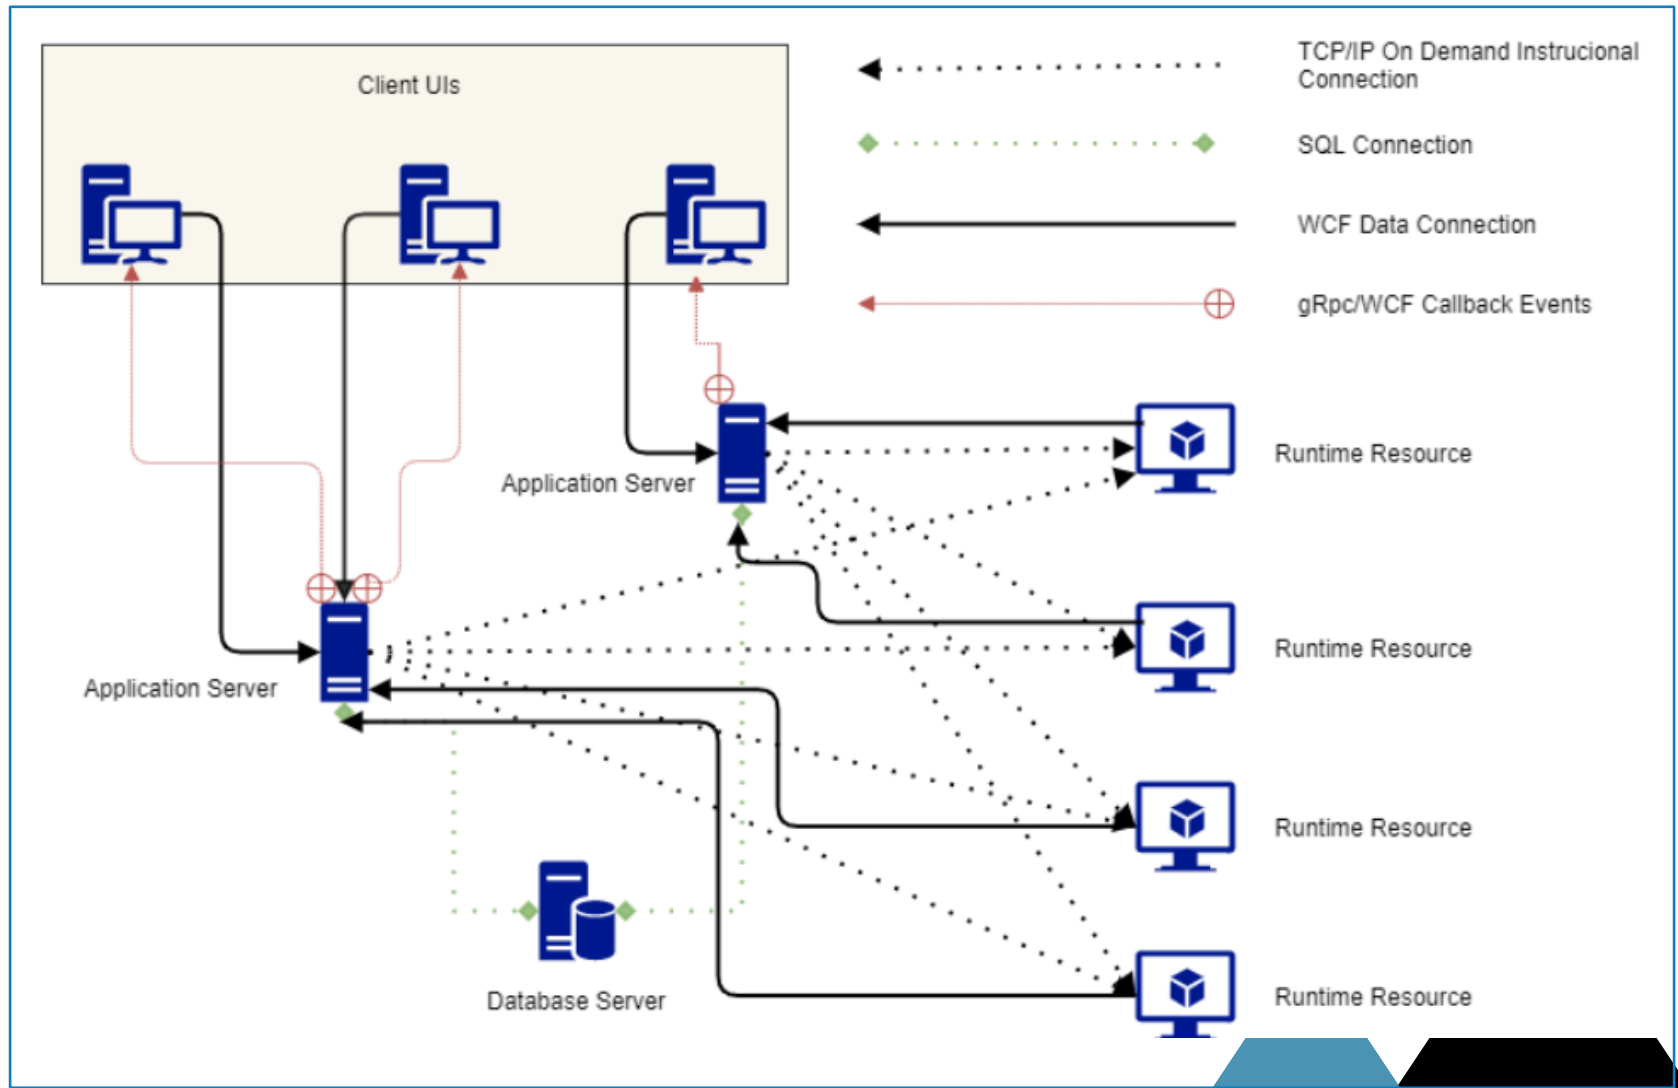 Client UIs
TCP/IP On Demand Instrucional
Connection
SQL Connection
WCF Data Connection
gRpc/WCF Callback Events
Application Server
Runtime Resource
Runtime Resource
Application Server
Runtime Resource
Database Server
Runtime Resource